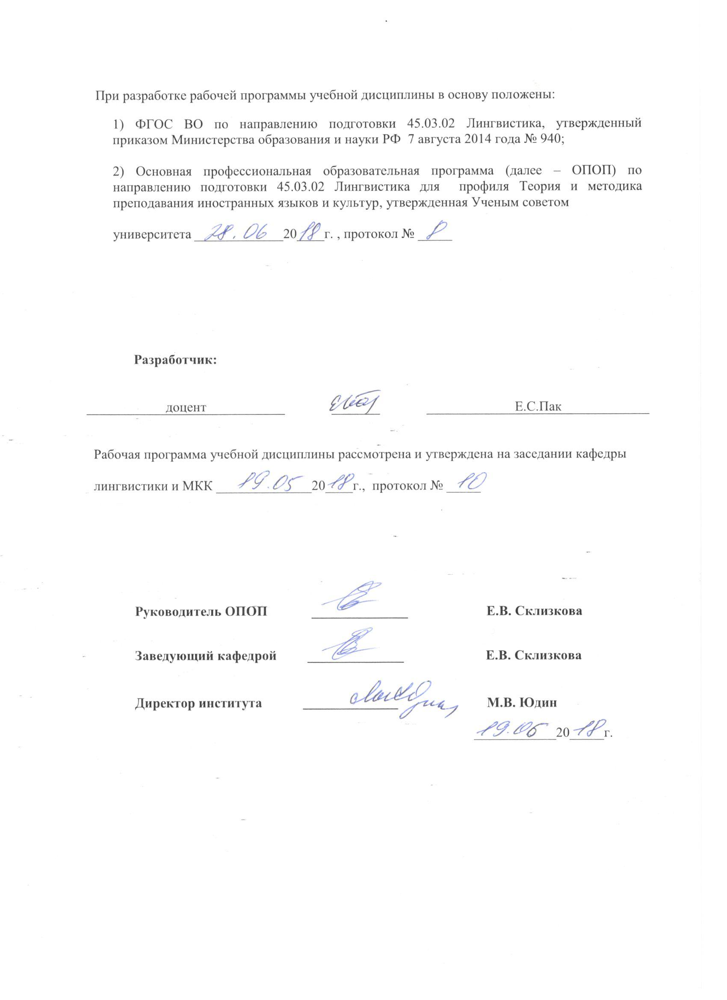 При разработке рабочей программы учебной дисциплины в основу положены:
1) ФГОС ВО по направлению подготовки 45.03.02 Лингвистика, утвержденный
приказом Министерства образования и науки РФ 7 августа 2014 года № 940;
2) Основная профессиональная образовательная программа (далее – ОПОП) по
направлению подготовки 45.03.02 Лингвистика для профиля Теория и методика
преподавания иностранных языков и культур, утвержденная Ученым советом
университета 28.06 2018 г. , протокол № 8
Разработчик:
доцент Е.С.Пак
Рабочая программа учебной дисциплины рассмотрена и утверждена на заседании кафедры
лингвистики и МКК 19.05 2018 г., протокол № 10
Руководитель ОПОП Е.В. Склизкова
Заведующий кафедрой Е.В. Склизкова
Директор института М.В. Юдин
2018 г.